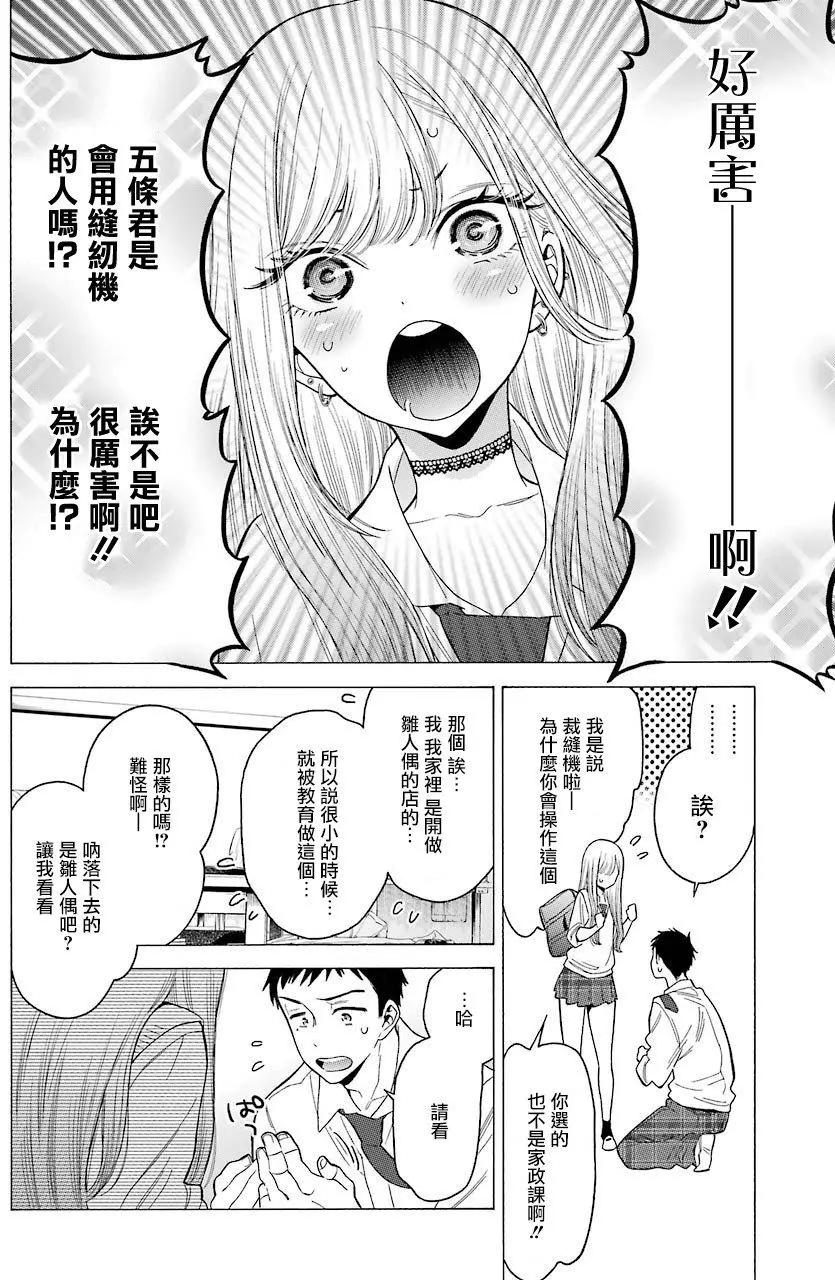 好厲害——啊!!
五條君是
會用縫紉機
的人嗎!?
誒不是吧
很厲害啊!!
為什麼!?
………
………
誒?
我是說
裁縫機啦—
為什麼你會操作這個
你選的
也不是家政課啊!!
那個 誒…
我 我家裡 是開做
雛人偶的店的…
所以說很小的時候…
就被教育做這個…
那樣的嗎!?
難怪啊—
吶落下去的
是雛人偶吧?
讓我看看
…哈
請看
ぱーっ